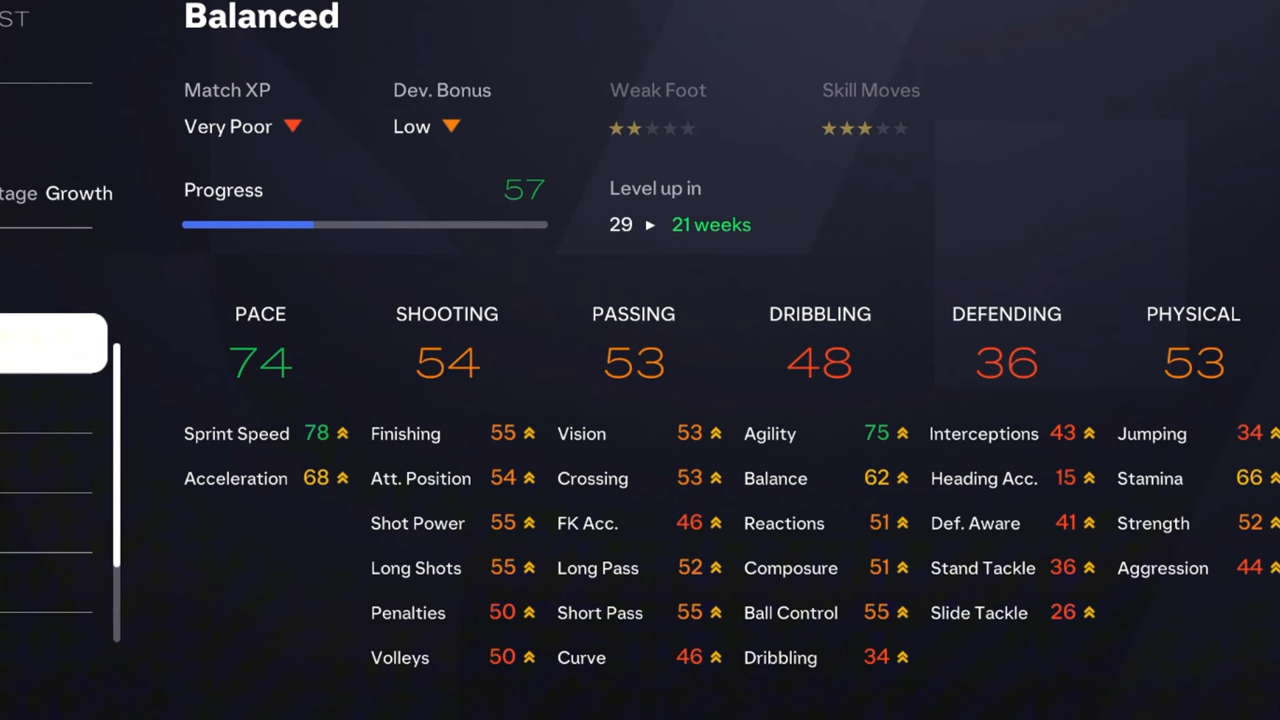 ST
Balanced
Match XP Dev. Bonus Weak Foot Skill Moves
Very Poor Low
Progress 57 Level up in
tage Growth
29 21 weeks
PACE SHOOTING PASSING DRIBBLING DEFENDING PHYSICAL
74 54 53 48 36 53
Sprint Speed 78 Finishing 55 Vision 53 Agility 75 Interceptions 43 Jumping 34
Acceleration 68 Att. Position 54 Crossing 53 Balance 62 Heading Acc. 15 Stamina 66
Shot Power 55 FK Acc. 46 Reactions 51 Def. Aware 41 Strength 52
Long Shots 55 Long Pass 52 Composure 51 Stand Tackle 36 Aggression 44
Penalties 50 Short Pass 55 Ball Control 55 Slide Tackle 26
Volleys 50 Curve 46 Dribbling 34